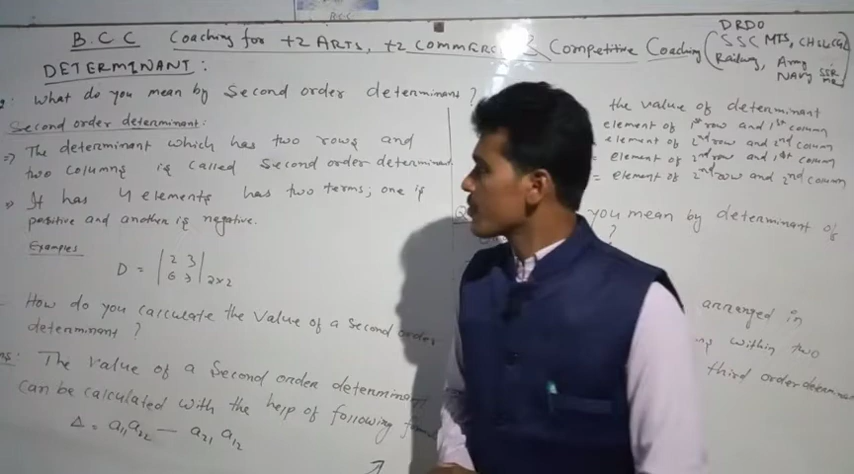 B.C.C
B.C.C Coaching for +2 ARTS, +2 COMMERCE & Competitive Coaching
DRDO
SSC MTS, CHSL, CGL
Railway, Army
NAVY SSR
MR
DETERMINANT:
What do you mean by Second order determinant ?
Second order determinant:
=> The determinant which has two rows and
two columns is called Second order determinant.
=> It has 4 elements has two terms; one is
positive and another is negative.
Examples
D = | 2 3 |
| 6 3 | 2x2
How do you calculate the value of a second order
determinant ?
Ans: The value of a Second order determinant
can be calculated with the help of following
Δ = a11 a22 — a21 a12
the value of determinant
element of 1st row and 1st column
element of 2nd row and 2nd column
= element of 2nd row and 1st column
= element of 2nd row and 2nd column
you mean by determinant of
?
arranged in
within two
third order determinant